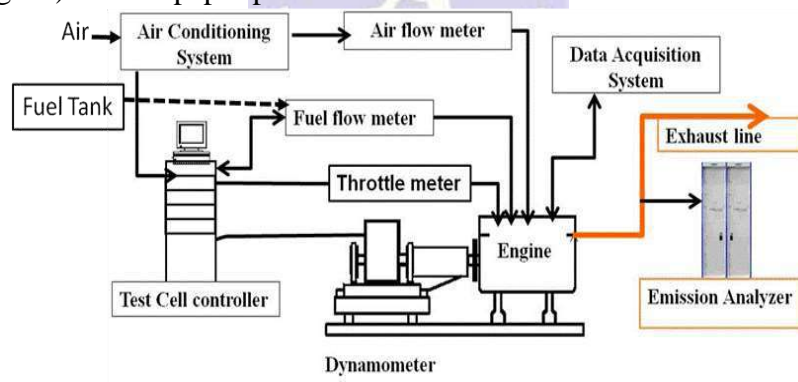 Air
Air Conditioning
System
Air flow meter
Data Acquisition
System
Fuel Tank
Fuel flow meter
Exhaust line
Throttle meter
Engine
Test Cell controller
Emission Analyzer
Dynamometer